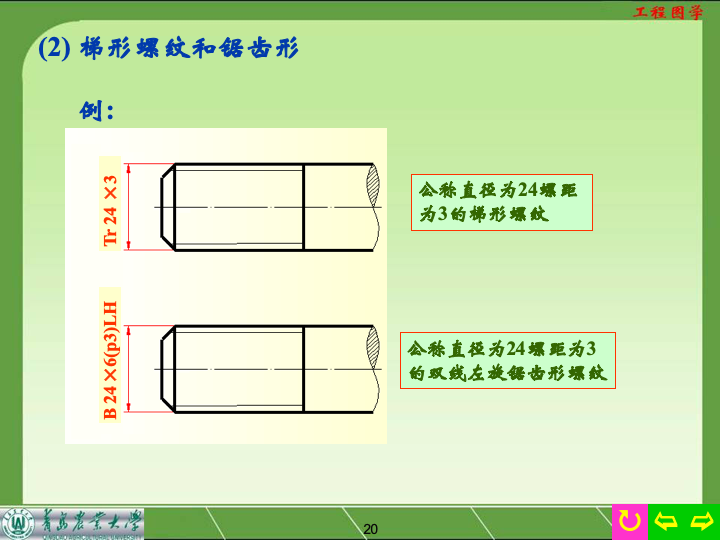 工程图学
(2) 梯形螺纹和锯齿形
例：
Tr 24 ×3
公称直径为24螺距
为3的梯形螺纹
B 24×6(p3)LH
公称直径为24螺距为3
的双线左旋锯齿形螺纹
青岛农业大学
QINGDAO AGRICULTURAL UNIVERSITY
20